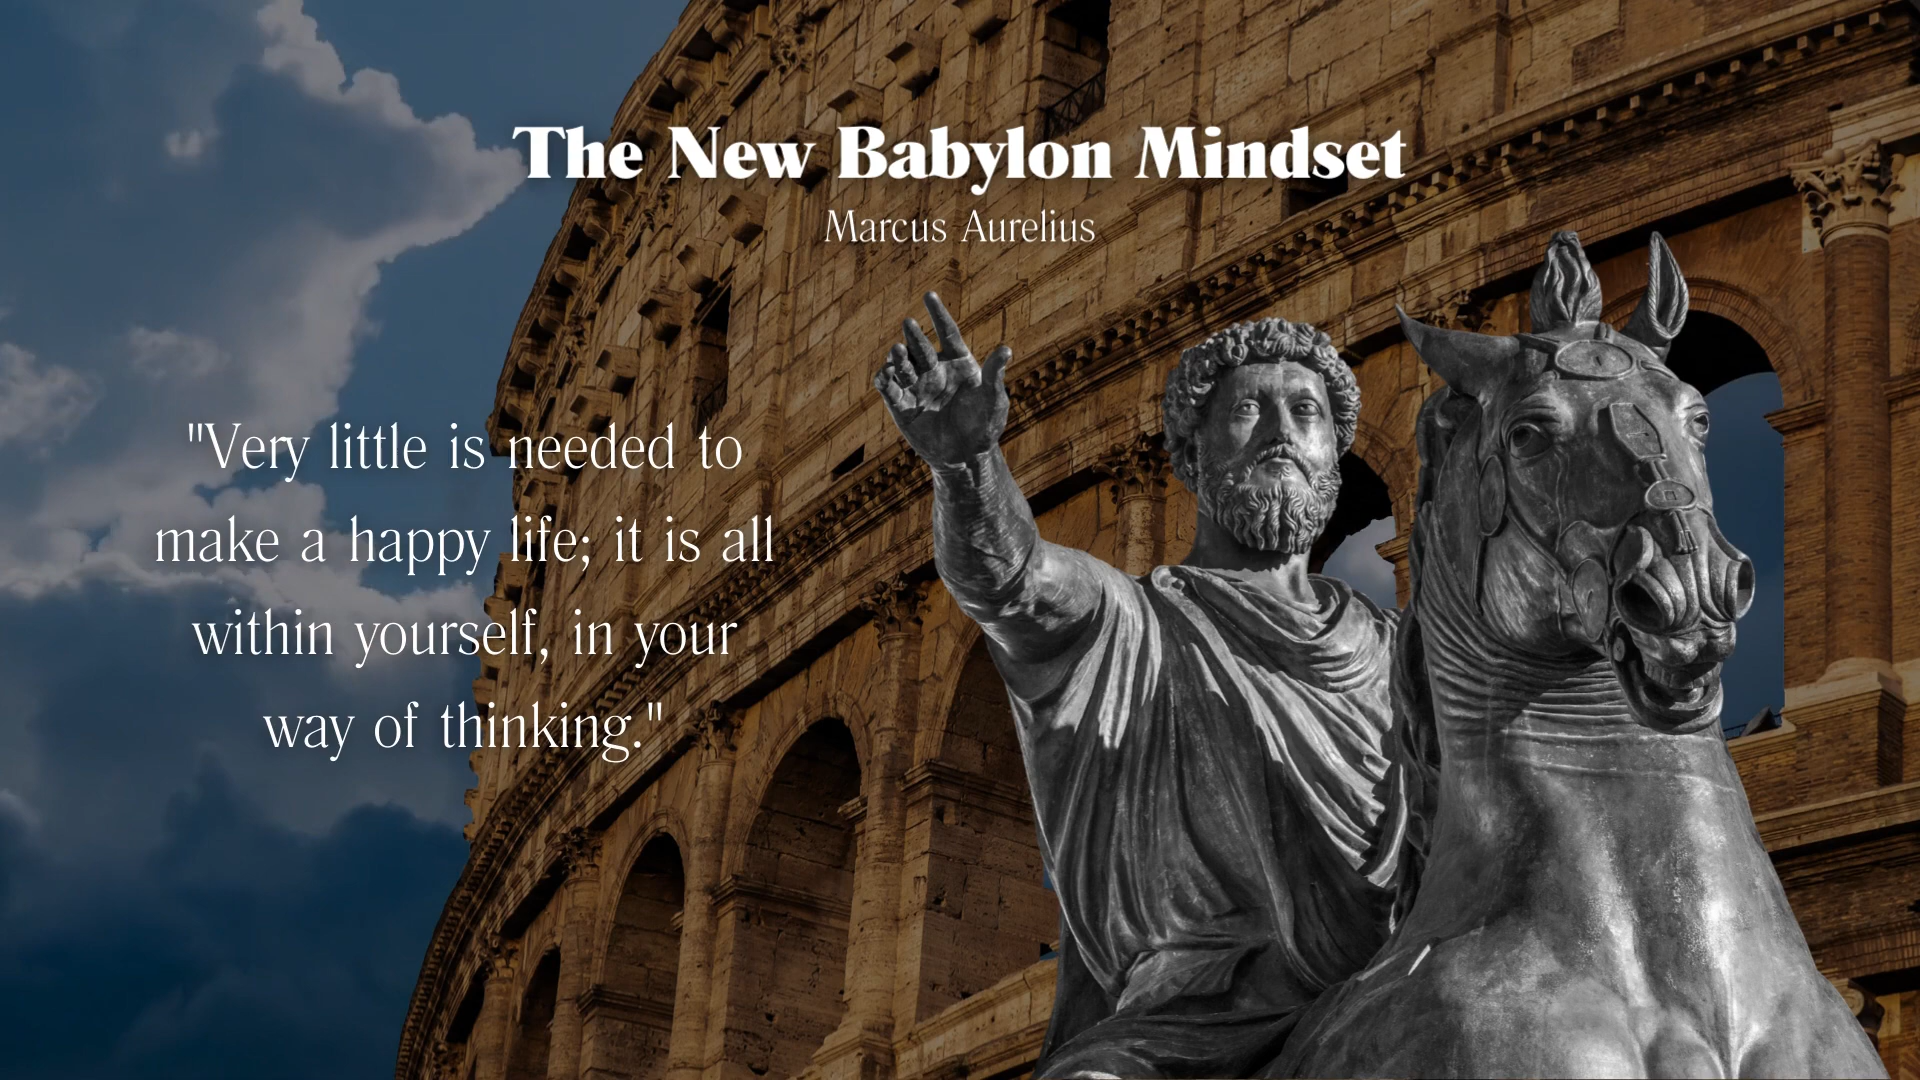 The New Babylon Mindset
Marcus Aurelius
"Very little is needed to
make a happy life; it is all
within yourself, in your
way of thinking."